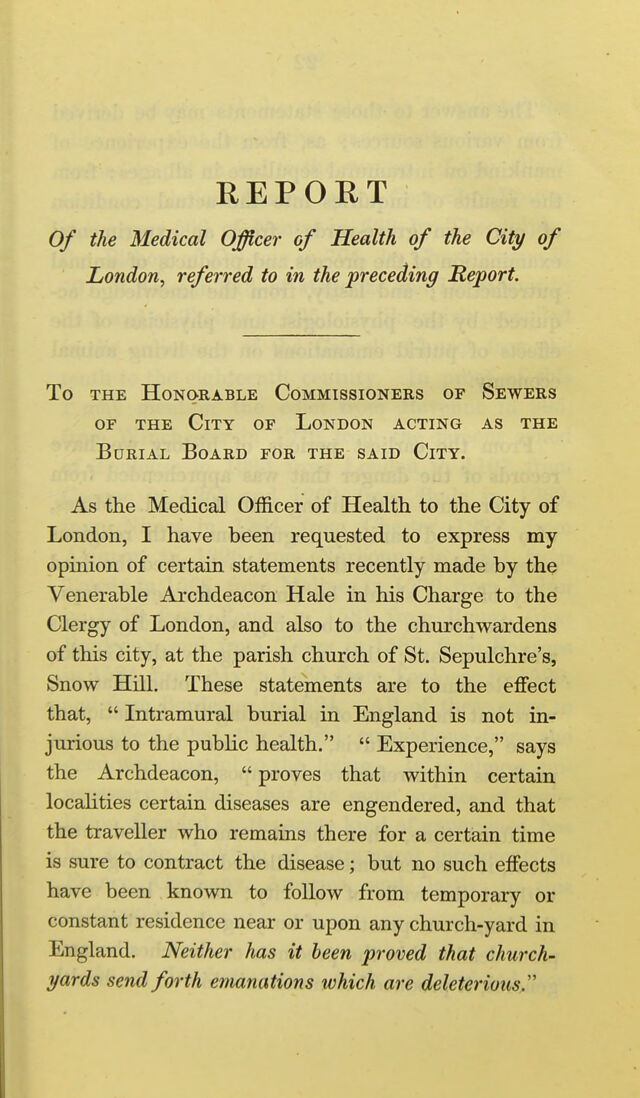 REPORT
Of the Medical Officer of Health of the City of
London, referred to in the preceding Report.
To the Honorable Commissioners of Sewers
of the City of London acting as the
Burial Board for the said City.
As the Medical Officer of Health to the City of
London, I have been requested to express my
opinion of certain statements recently made by the
Venerable Archdeacon Hale in his Charge to the
Clergy of London, and also to the churchwardens
of this city, at the parish church of St. Sepulchre's,
Snow Hill. These statements are to the effect
that, “Intramural burial in England is not in-
jurious to the public health.” “Experience,” says
the Archdeacon, “proves that within certain
localities certain diseases are engendered, and that
the traveller who remains there for a certain time
is sure to contract the disease; but no such effects
have been known to follow from temporary or
constant residence near or upon any church-yard in
England. Neither has it been proved that church-
yards send forth emanations which are deleterious.”